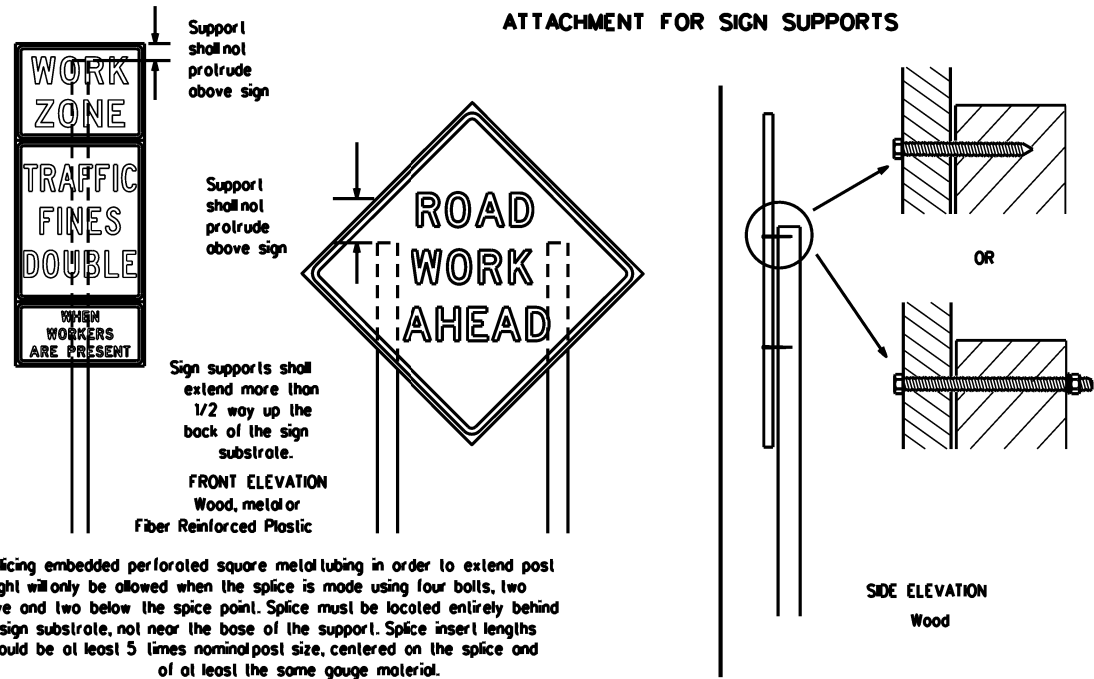 ATTACHMENT FOR SIGN SUPPORTS
Support
shall not
protrude
above sign
WORK
ZONE
TRAFFIC
FINES
DOUBLE
WHEN
WORKERS
ARE PRESENT
Support
shall not
protrude
above sign
ROAD
WORK
AHEAD
Sign supports shall
extend more than
1/2 way up the
back of the sign
substrate.
FRONT ELEVATION
Wood, metal or
Fiber Reinforced Plastic
OR
SIDE ELEVATION
Wood
licing embedded perforated square metal tubing in order to extend post
ght will only be allowed when the splice is made using four bolts, two
ve and two below the spice point. Splice must be located entirely behind
sign substrate, not near the base of the support. Splice insert lengths
ould be at least 5 times nominal post size, centered on the splice and
of at least the same gauge material.